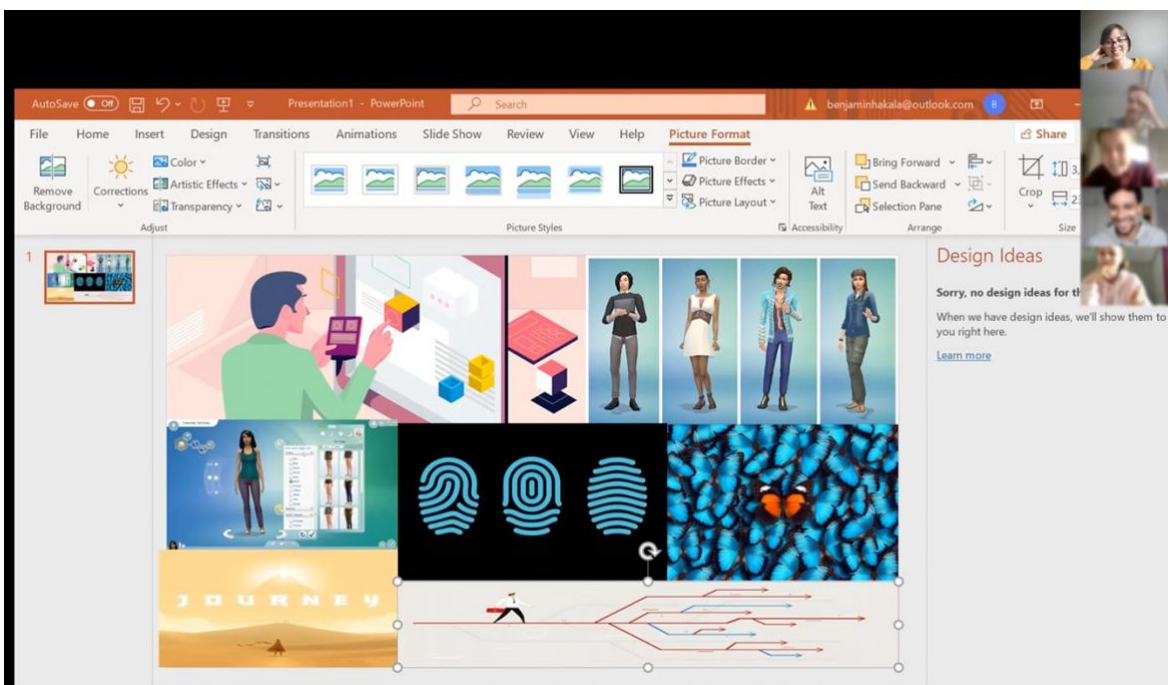 AutoSave Off Presentation1 - PowerPoint Search benjaminhakala@outlook.com B
File Home Insert Design Transitions Animations Slide Show Review View Help Picture Format Share
Remove Background
Corrections
Color
Artistic Effects
Transparency
Adjust
Picture Styles
Picture Border
Picture Effects
Picture Layout
Alt Text
Accessibility
Bring Forward
Send Backward
Selection Pane
Arrange
Crop
Size
1
Design Ideas
Sorry, no design ideas for
When we have design ideas, we'll show them to
you right here.
Learn more
JOURNEY